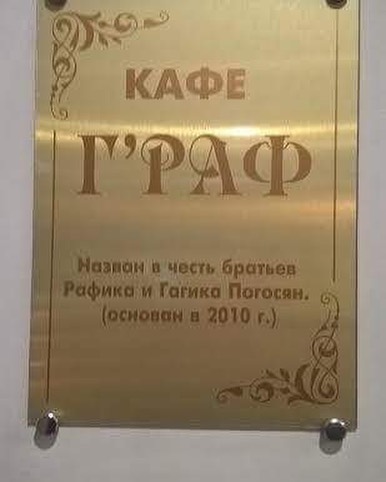 КАФЕ
Г'РАФ
Назван в честь братьев
Рафика и Гагика Погосян.
(основан в 2010 г.)